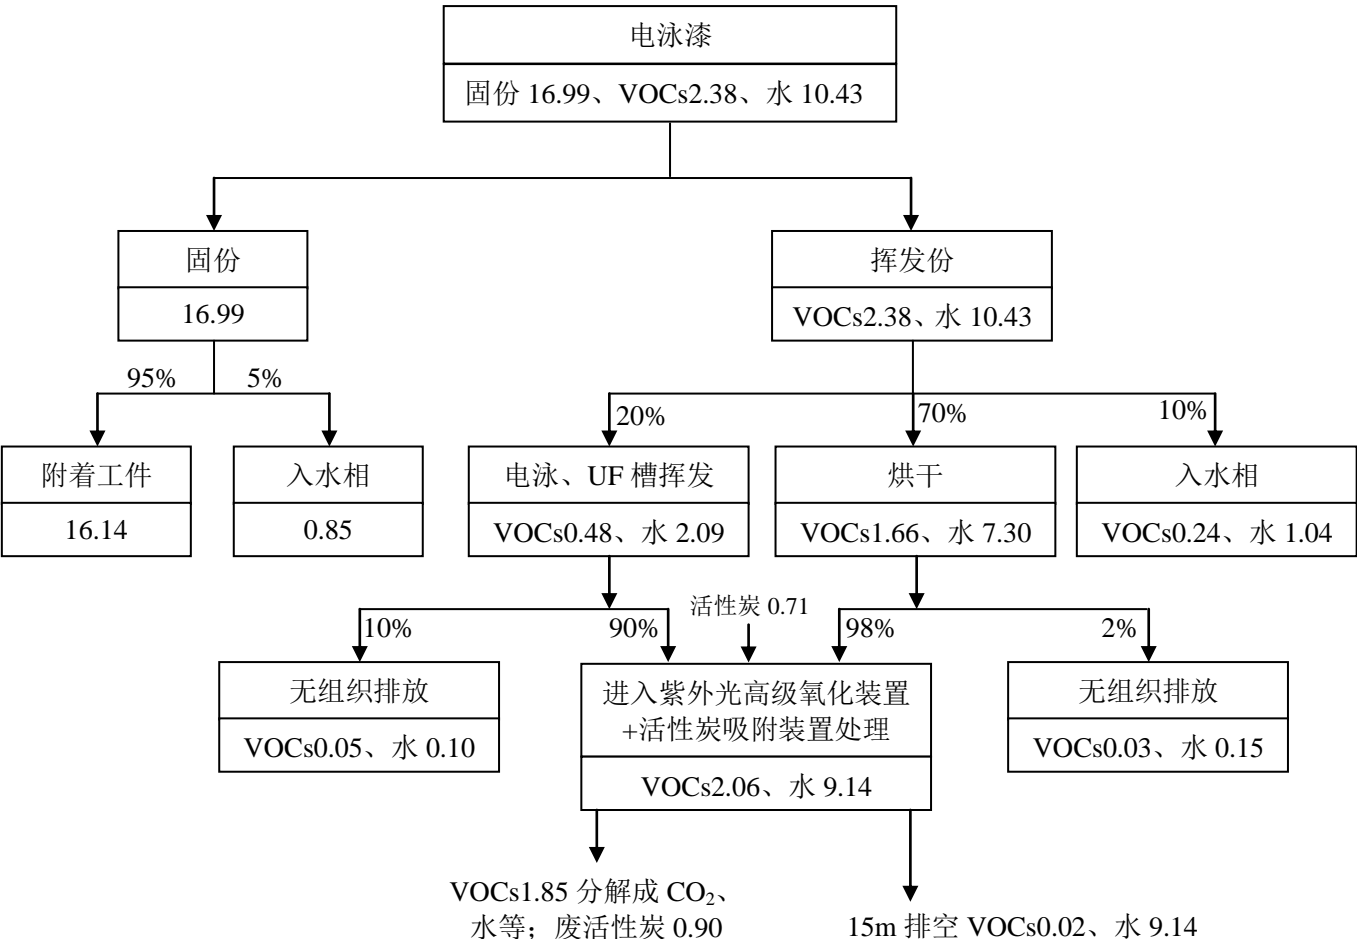 电泳漆
固份 16.99、VOCs2.38、水 10.43
固份
16.99
挥发份
VOCs2.38、水 10.43
95%
5%
20%
70%
10%
附着工件
16.14
入水相
0.85
电泳、UF 槽挥发
VOCs0.48、水 2.09
烘干
VOCs1.66、水 7.30
入水相
VOCs0.24、水 1.04
10%
90%
活性炭 0.71
98%
2%
无组织排放
VOCs0.05、水 0.10
进入紫外光高级氧化装置
+活性炭吸附装置处理
VOCs2.06、水 9.14
无组织排放
VOCs0.03、水 0.15
VOCs1.85 分解成 CO₂、
水等；废活性炭 0.90
15m 排空 VOCs0.02、水 9.14